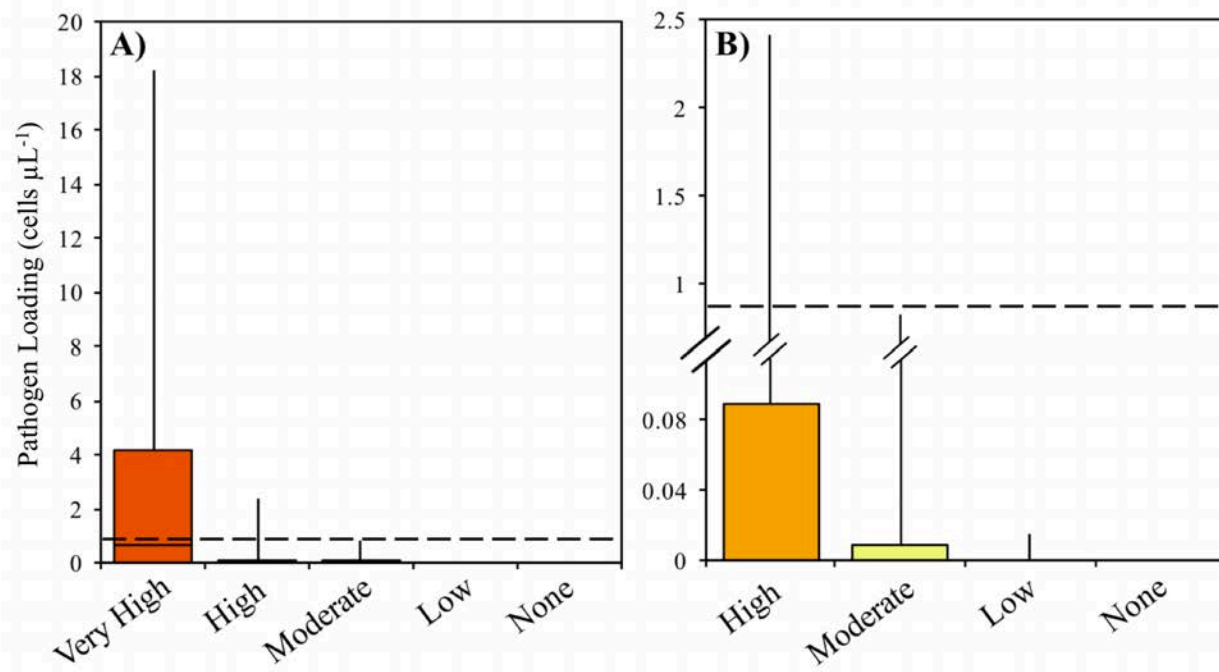 A)
Pathogen Loading (cells µL-1)
20
18
16
14
12
10
8
6
4
2
0
Very High
High
Moderate
Low
None
B)
2.5
2
1.5
1
0.08
0.04
0
High
Moderate
Low
None